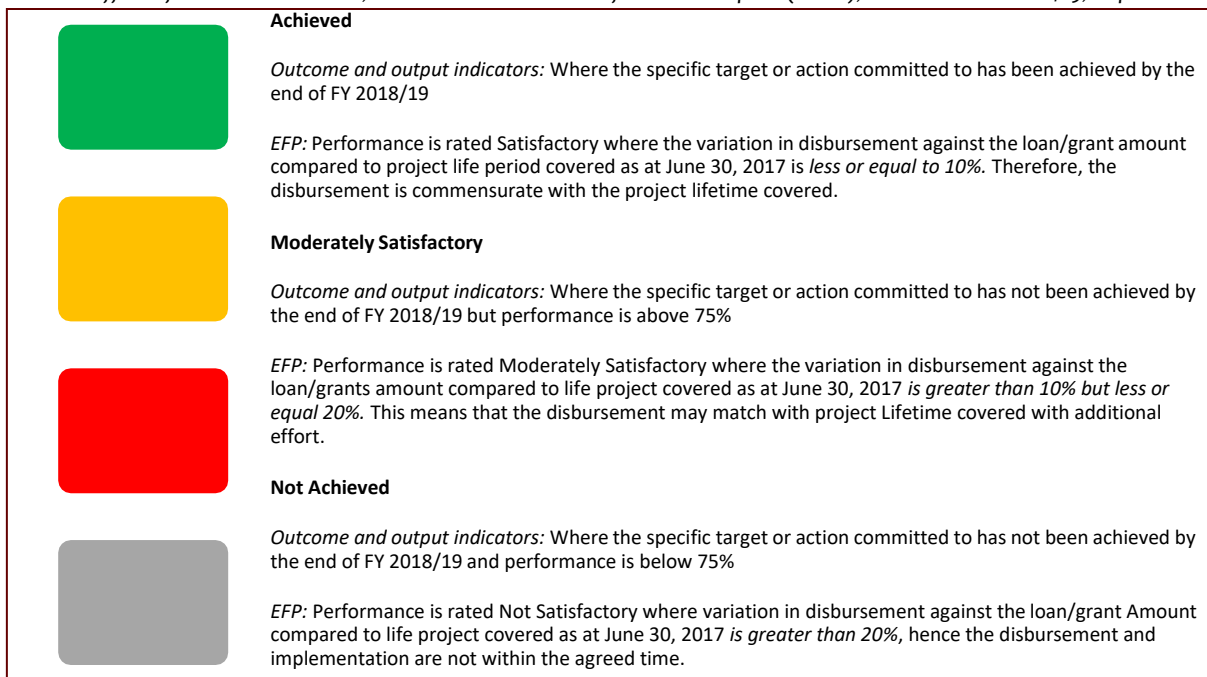 Achieved
Outcome and output indicators: Where the specific target or action committed to has been achieved by the
end of FY 2018/19
EFP: Performance is rated Satisfactory where the variation in disbursement against the loan/grant amount
compared to project life period covered as at June 30, 2017 is less or equal to 10%. Therefore, the
disbursement is commensurate with the project lifetime covered.
Moderately Satisfactory
Outcome and output indicators: Where the specific target or action committed to has not been achieved by
the end of FY 2018/19 but performance is above 75%
EFP: Performance is rated Moderately Satisfactory where the variation in disbursement against the
loan/grants amount compared to life project covered as at June 30, 2017 is greater than 10% but less or
equal 20%. This means that the disbursement may match with project Lifetime covered with additional
effort.
Not Achieved
Outcome and output indicators: Where the specific target or action committed to has not been achieved by
the end of FY 2018/19 and performance is below 75%
EFP: Performance is rated Not Satisfactory where variation in disbursement against the loan/grant Amount
compared to life project covered as at June 30, 2017 is greater than 20%, hence the disbursement and
implementation are not within the agreed time.